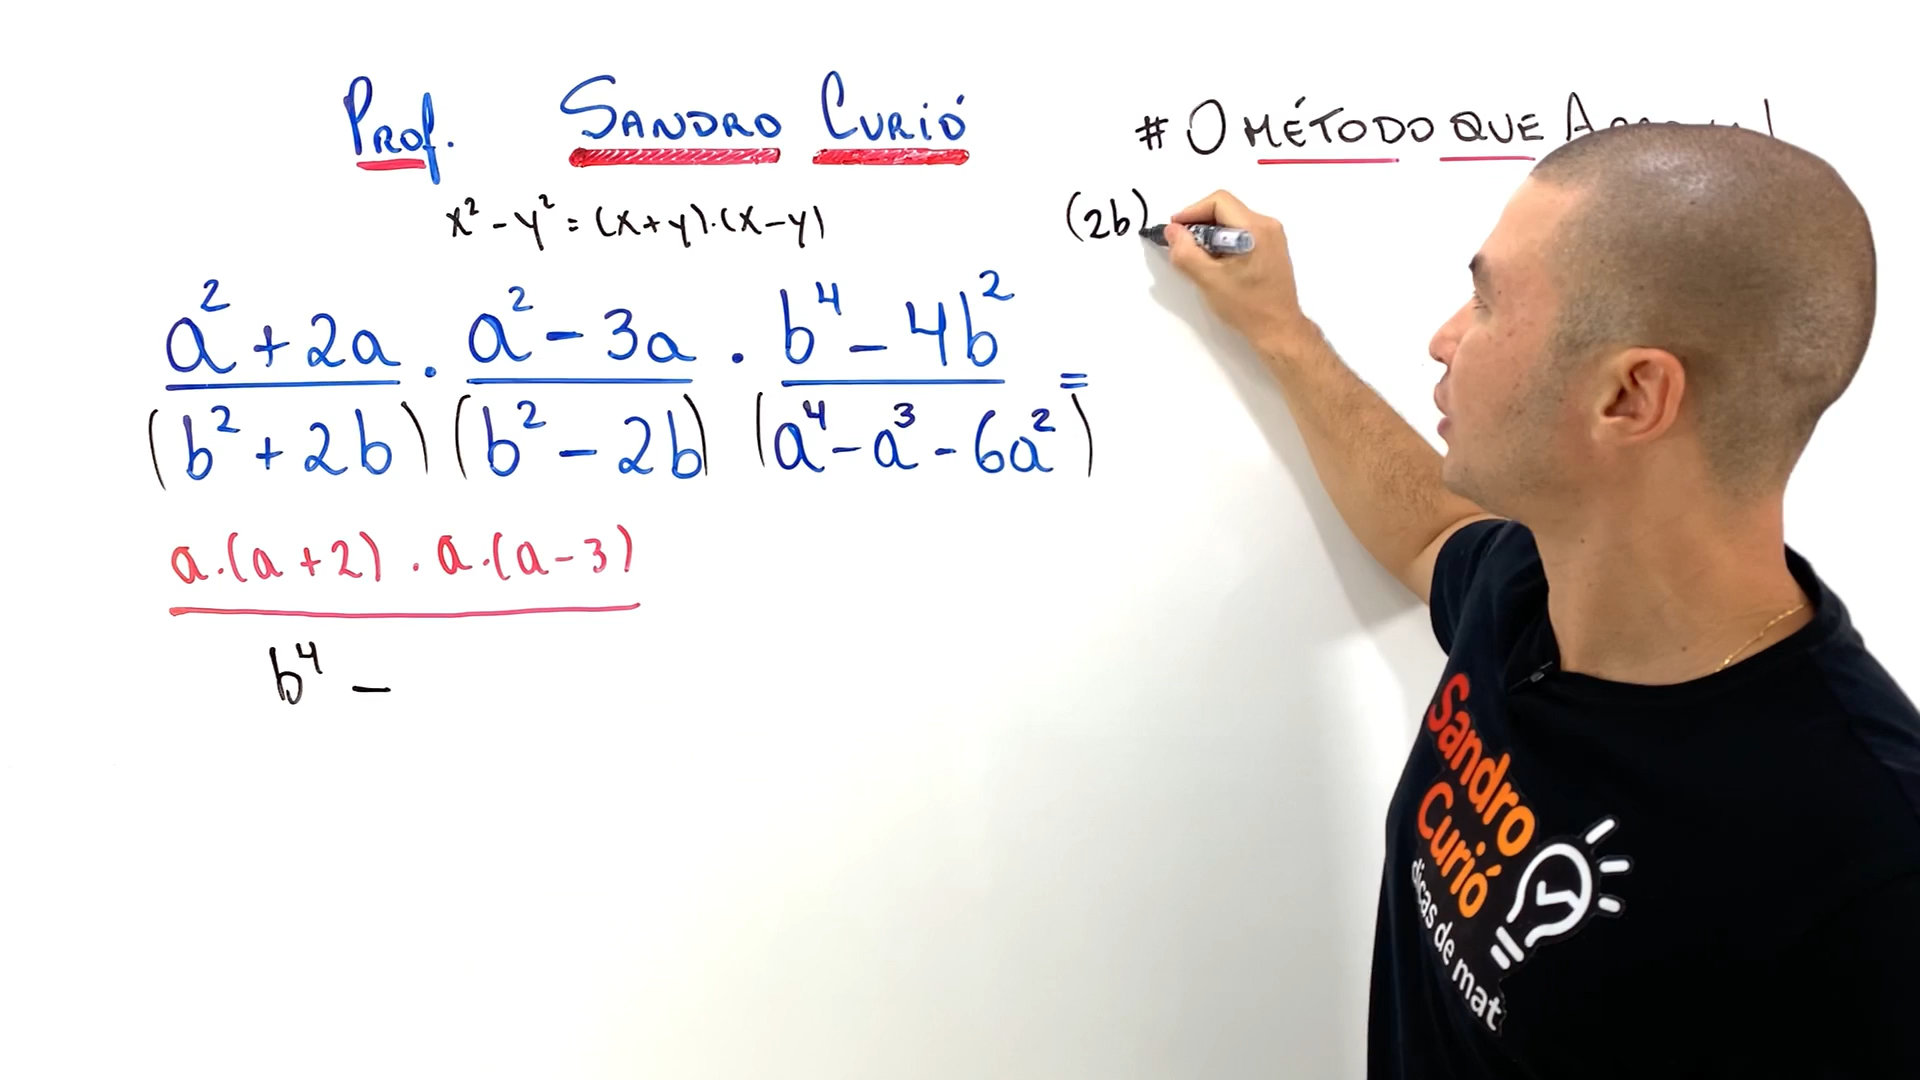 Prof. Sandro Curió
# O MÉTODO QUE
x² - y² = (x+y).(x-y)
(2b)
a² + 2a . a² - 3a . b⁴ - 4b² =
(b² + 2b) (b² - 2b) (a⁴ - a³ - 6a²)
a.(a+2) . a.(a-3)
b⁴ -
Sandro
Curió
dicas de mat